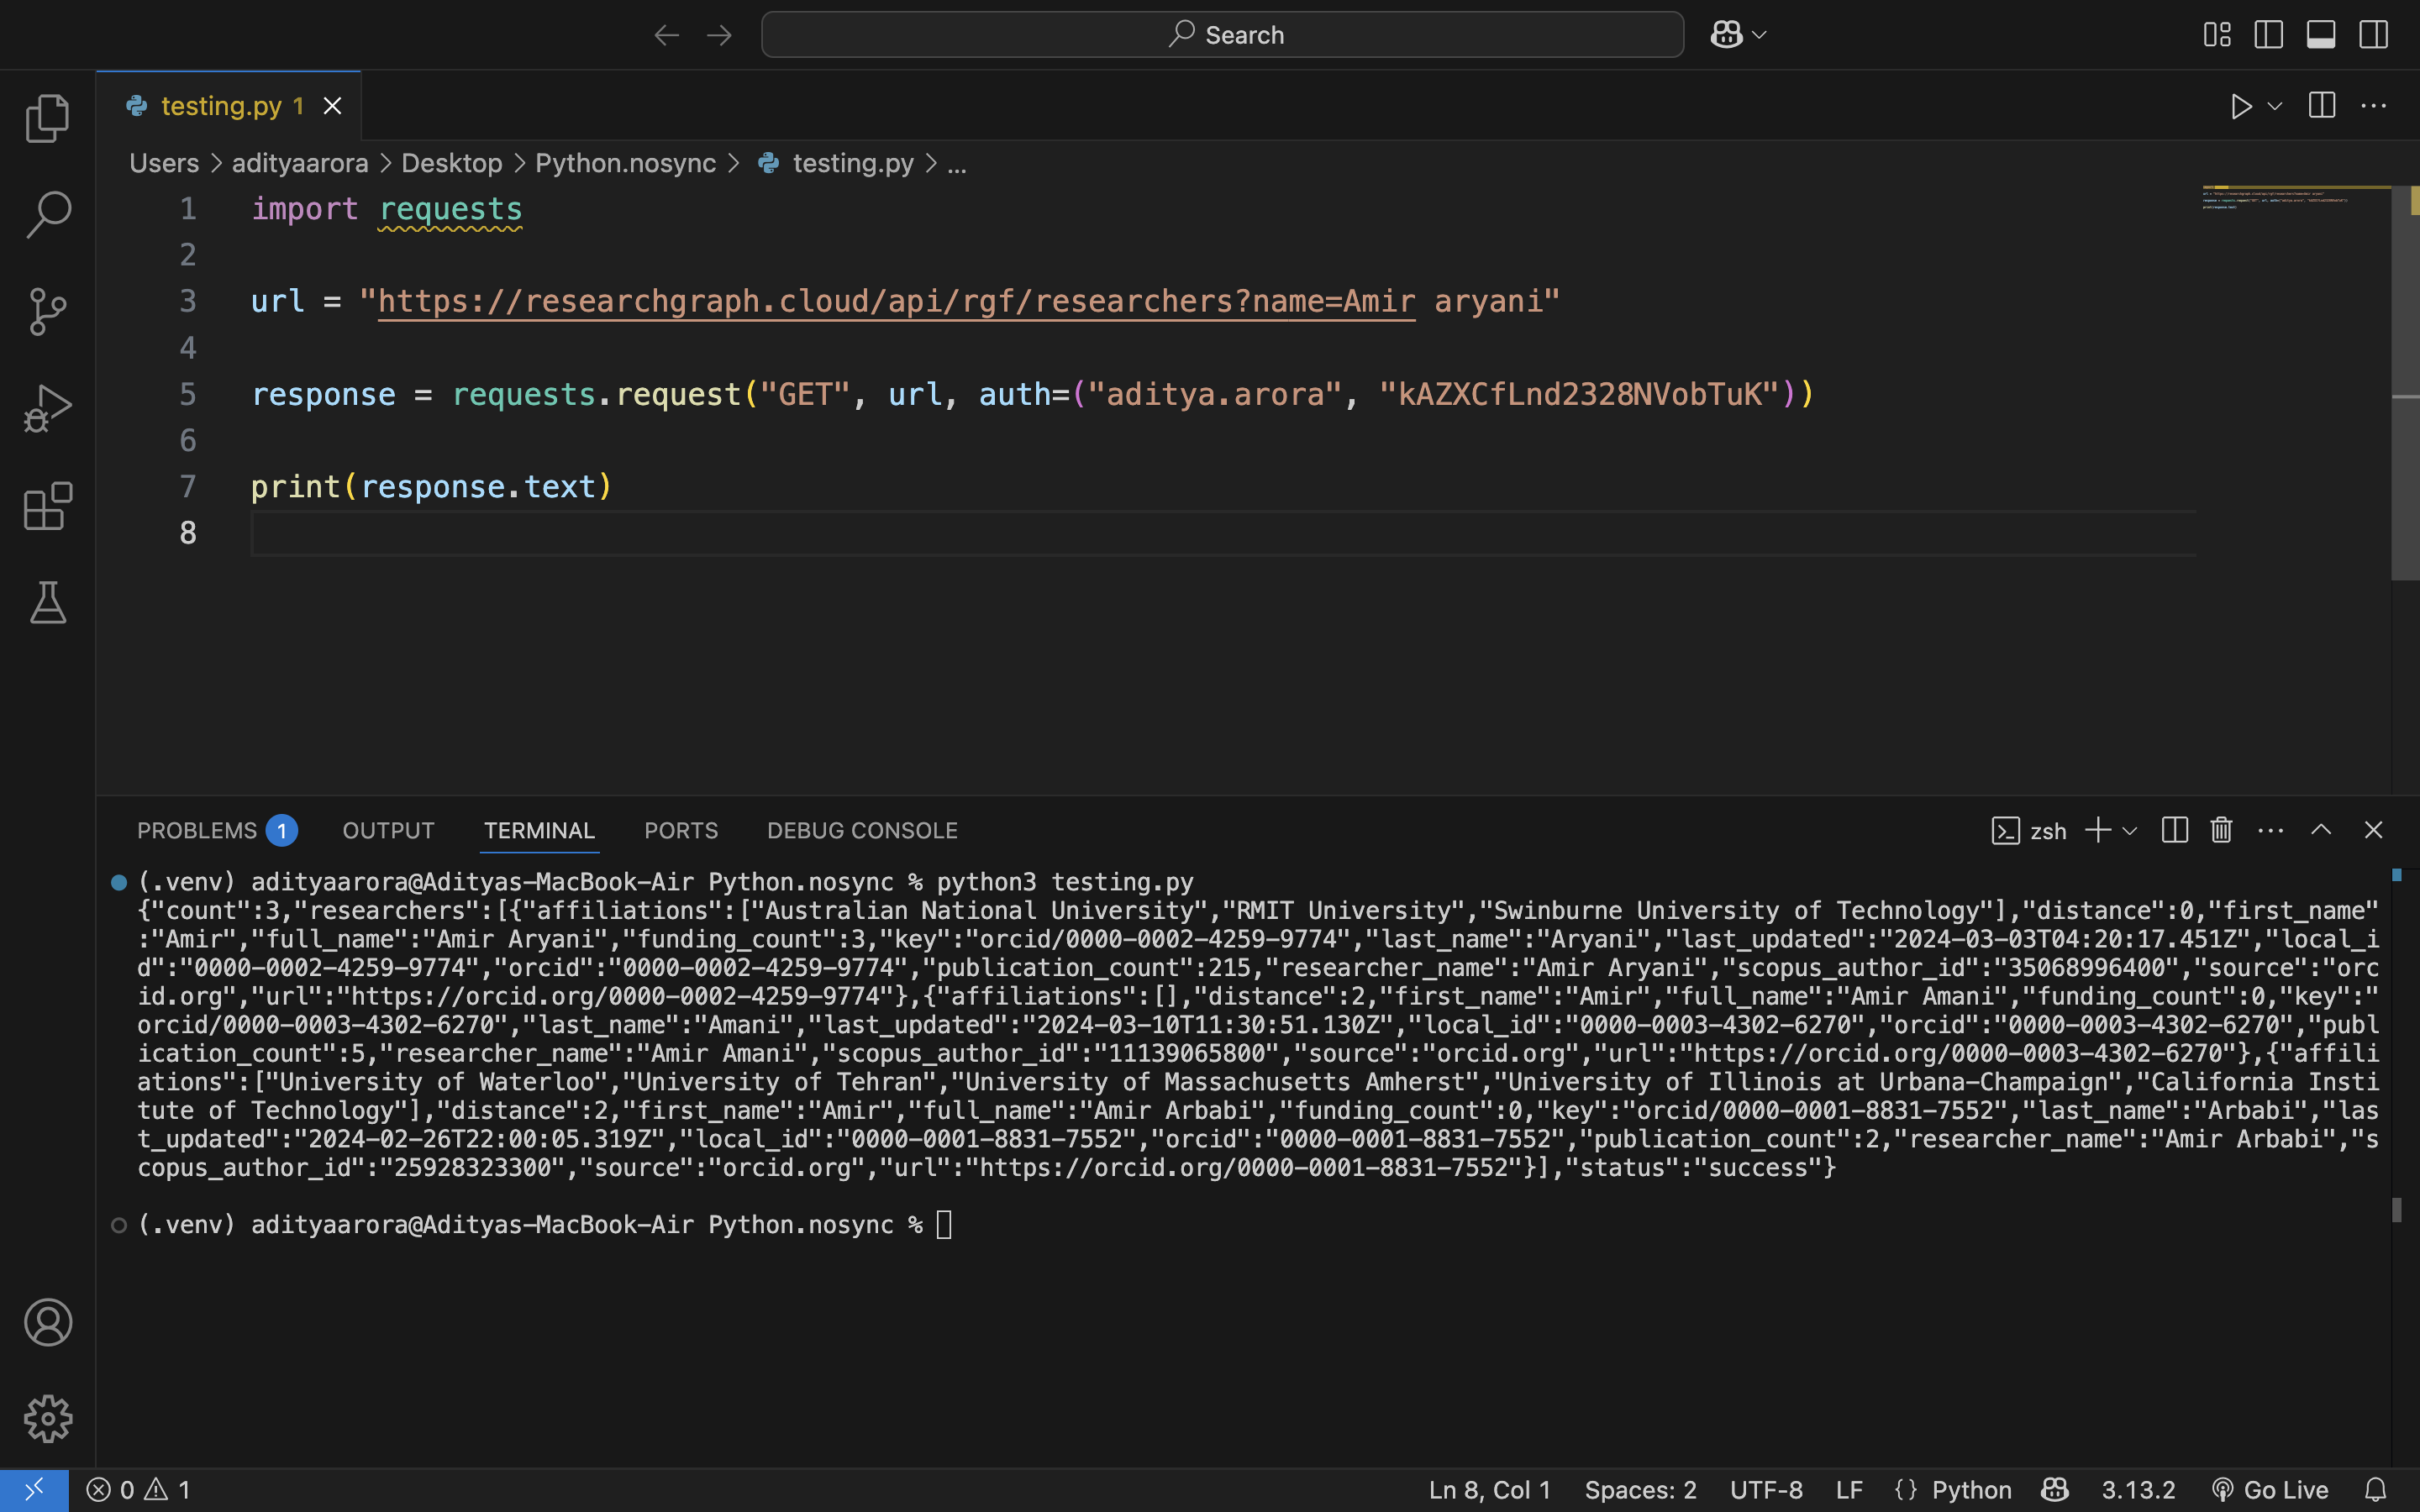 Search
testing.py 1
Users > adityaarora > Desktop > Python.nosync > testing.py > ...
1 import requests
2
3 url = "https://researchgraph.cloud/api/rgf/researchers?name=Amir aryani"
4
5 response = requests.request("GET", url, auth=("aditya.arora", "kAZXCfLnd2328NVobTuK"))
6
7 print(response.text)
8
PROBLEMS 1 OUTPUT TERMINAL PORTS DEBUG CONSOLE zsh
(.venv) adityaarora@Adityas-MacBook-Air Python.nosync % python3 testing.py
{"count":3,"researchers":[{"affiliations":["Australian National University","RMIT University","Swinburne University of Technology"],"distance":0,"first_name"
:"Amir","full_name":"Amir Aryani","funding_count":3,"key":"orcid/0000-0002-4259-9774","last_name":"Aryani","last_updated":"2024-03-03T04:20:17.451Z","local_i
d":"0000-0002-4259-9774","orcid":"0000-0002-4259-9774","publication_count":215,"researcher_name":"Amir Aryani","scopus_author_id":"35068996400","source":"orc
id.org","url":"https://orcid.org/0000-0002-4259-9774"},{"affiliations":[],"distance":2,"first_name":"Amir","full_name":"Amir Amani","funding_count":0,"key":"
orcid/0000-0003-4302-6270","last_name":"Amani","last_updated":"2024-03-10T11:30:51.130Z","local_id":"0000-0003-4302-6270","orcid":"0000-0003-4302-6270","publ
ication_count":5,"researcher_name":"Amir Amani","scopus_author_id":"11139065800","source":"orcid.org","url":"https://orcid.org/0000-0003-4302-6270"},{"affili
ations":["University of Waterloo","University of Tehran","University of Massachusetts Amherst","University of Illinois at Urbana-Champaign","California Insti
tute of Technology"],"distance":2,"first_name":"Amir","full_name":"Amir Arbabi","funding_count":0,"key":"orcid/0000-0001-8831-7552","last_name":"Arbabi","las
t_updated":"2024-02-26T22:00:05.319Z","local_id":"0000-0001-8831-7552","orcid":"0000-0001-8831-7552","publication_count":2,"researcher_name":"Amir Arbabi","s
copus_author_id":"25928323300","source":"orcid.org","url":"https://orcid.org/0000-0001-8831-7552"}],"status":"success"}
(.venv) adityaarora@Adityas-MacBook-Air Python.nosync %
0 1 Ln 8, Col 1 Spaces: 2 UTF-8 LF {} Python 3.13.2 Go Live